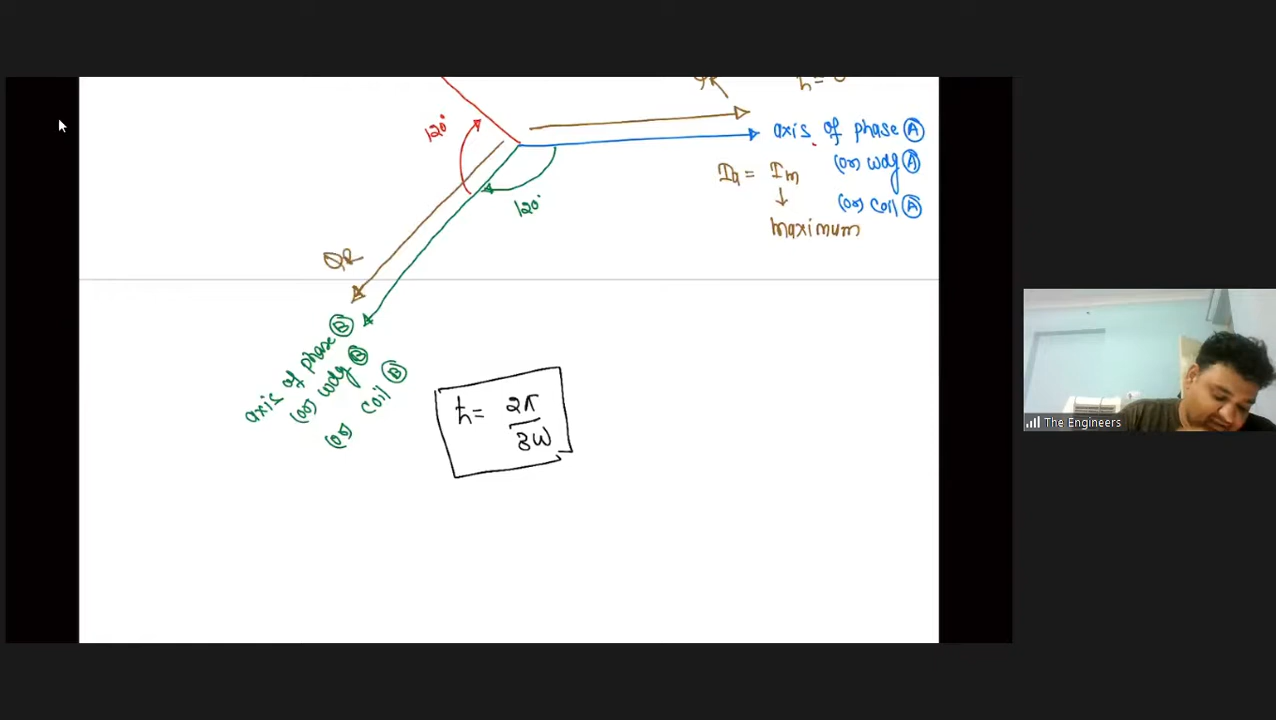 120°
axis of phase A
(or) wdg A
(or) coil A
Ia = Im
↓
maximum
120°
φR
axis of phase B
(or) wdg B
(or) coil B
t = 2π
3ω
The Engineers